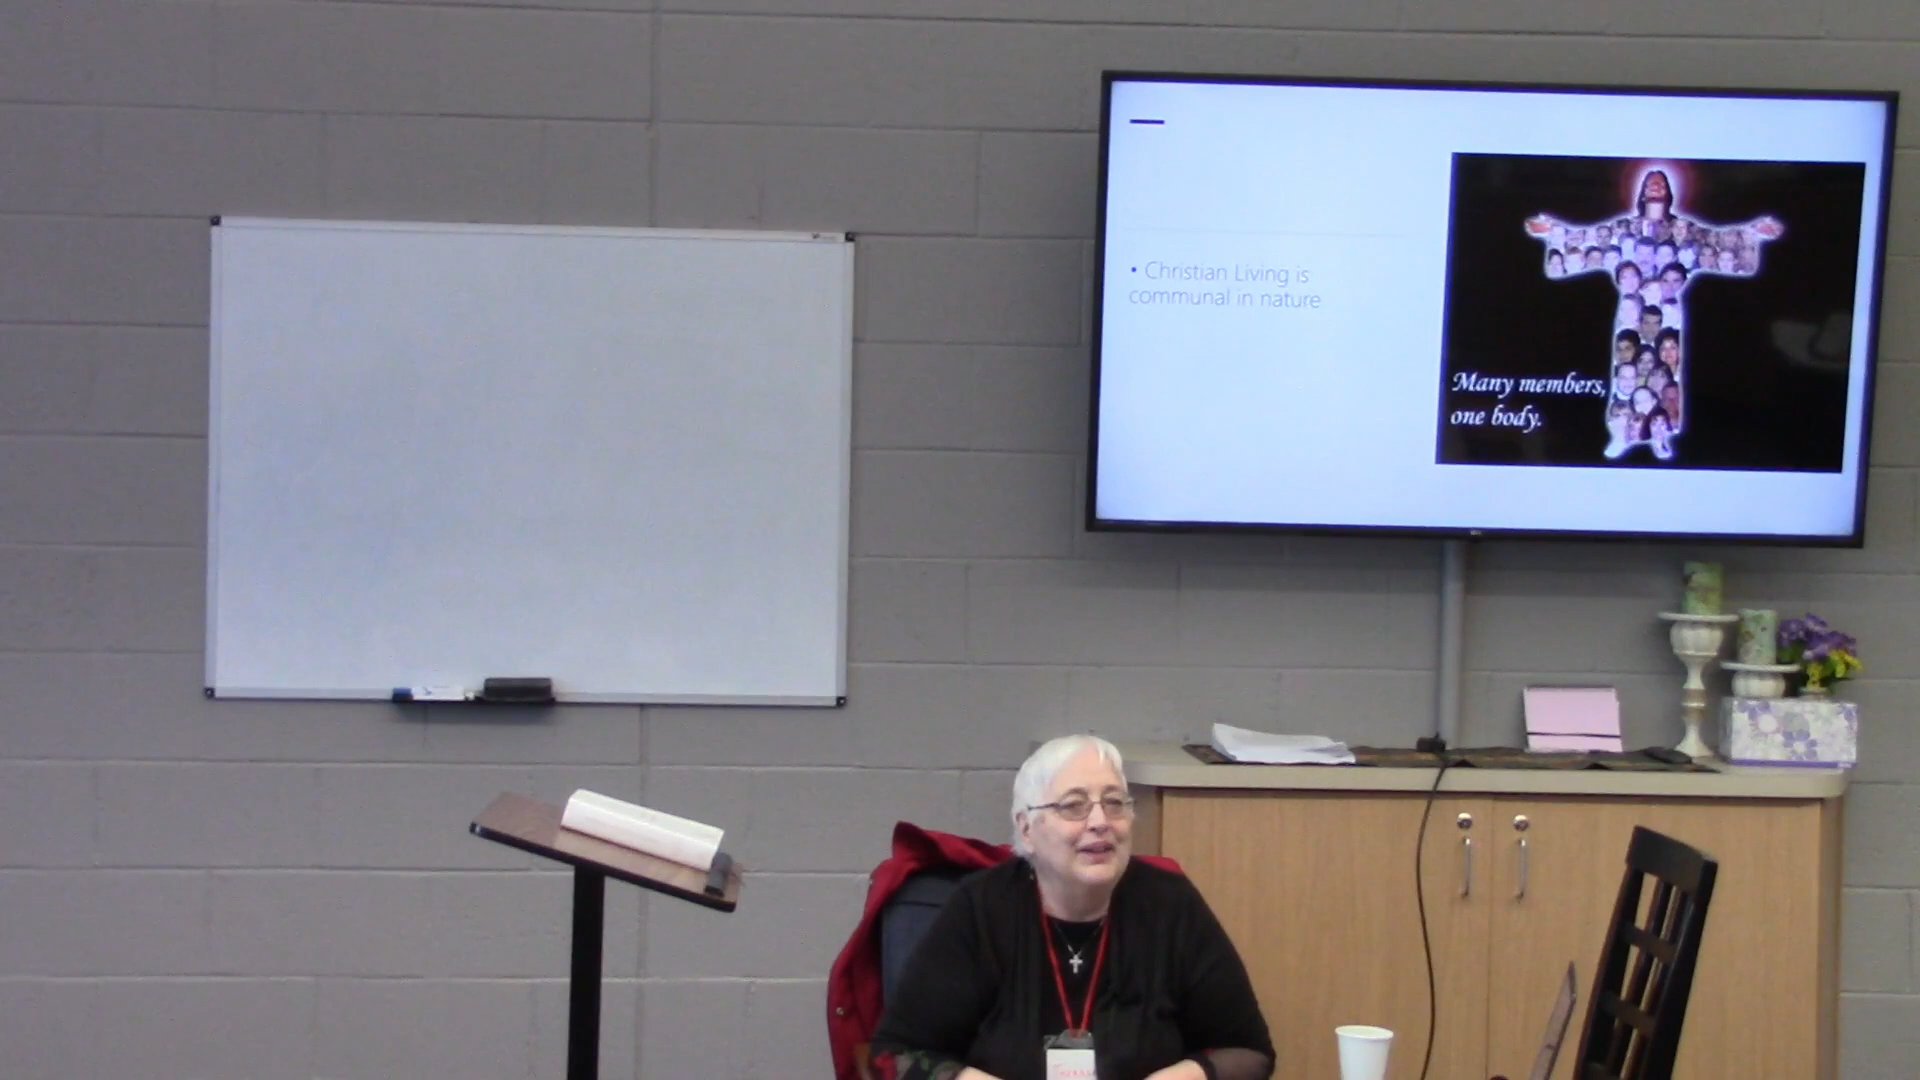 • Christian Living is
communal in nature
Many members,
one body.